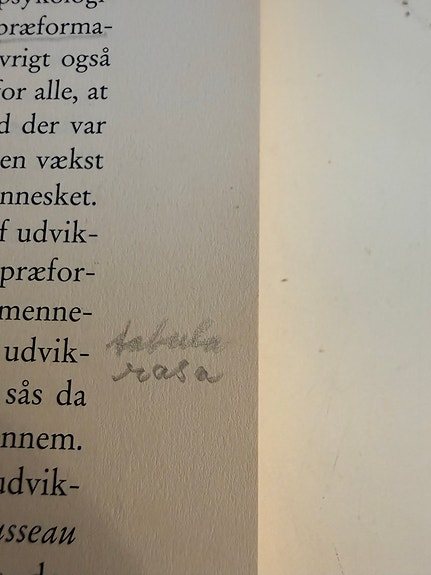 præforma-
vrigt også
for alle, at
d der var
en vækst
nnesket.
f udvik-
præfor-
menne-
udvik-
sås da
nnem.
udvik-
usseau
tabula
rasa